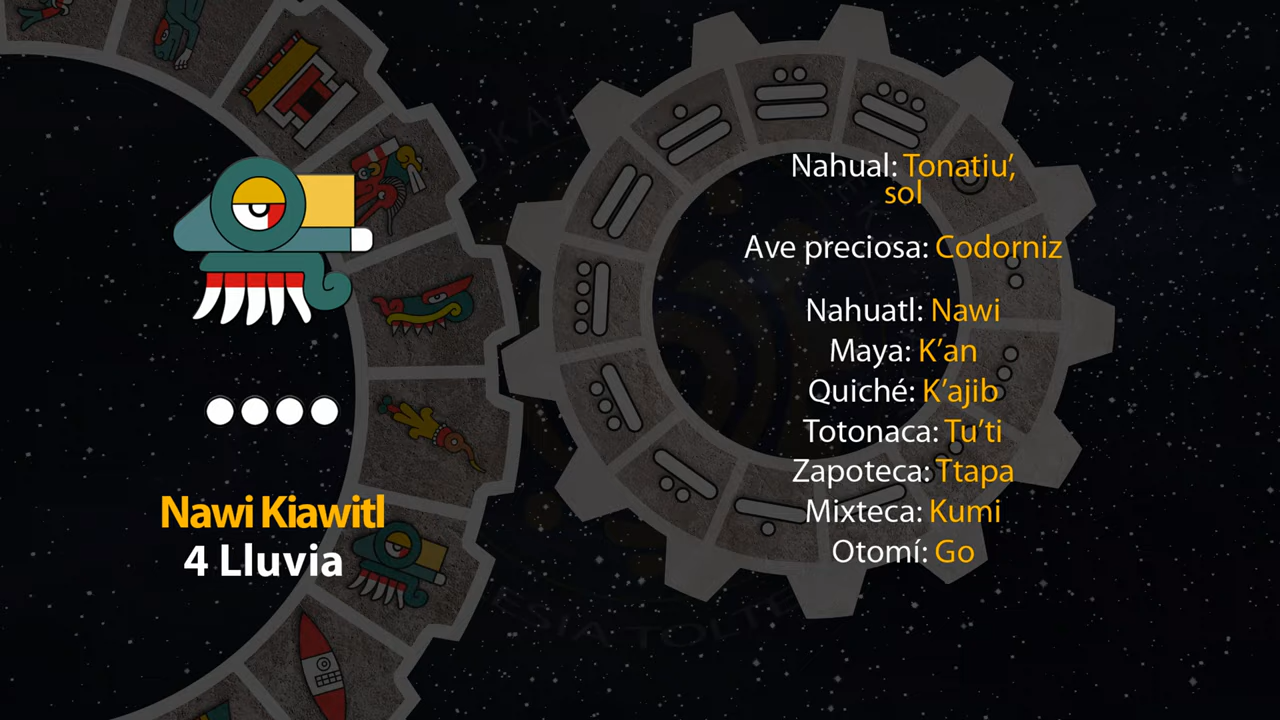 Nawi Kiawitl
4 Lluvia
Nahual: Tonatiu’,
sol
Ave preciosa: Codorniz
Nahuatl: Nawi
Maya: K’an
Quiché: K’ajib
Totonaca: Tu’ti
Zapoteca: Ttapa
Mixteca: Kumi
Otomí: Go